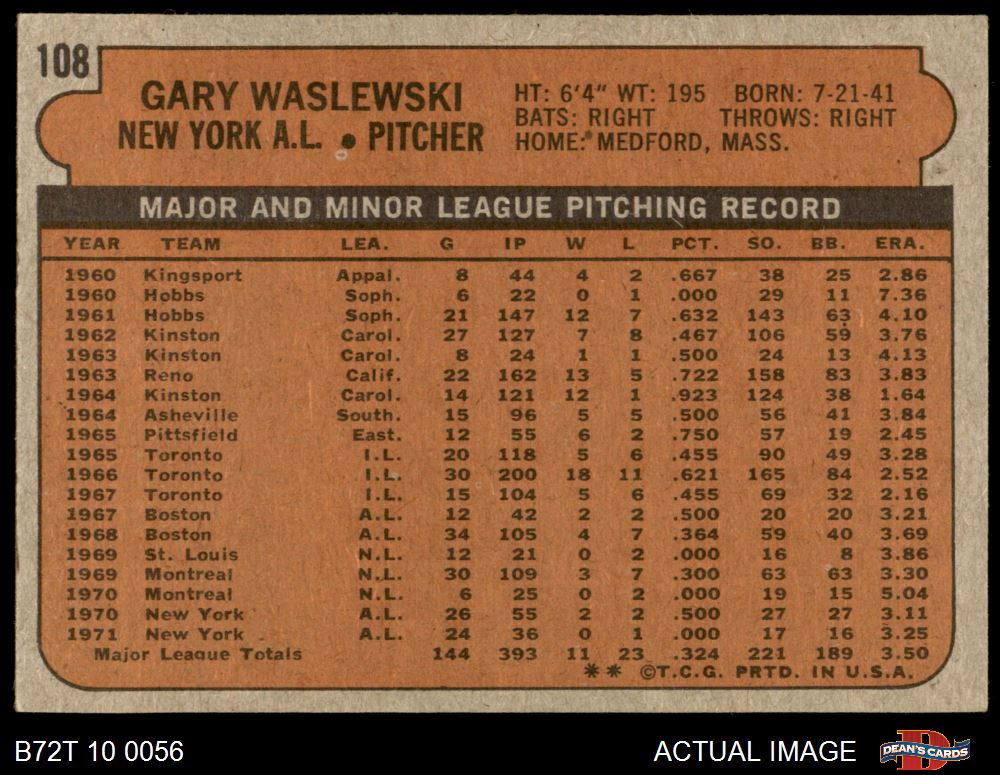 108
GARY WASLEWSKI
NEW YORK A.L. • PITCHER
HT: 6'4" WT: 195 BORN: 7-21-41
BATS: RIGHT THROWS: RIGHT
HOME: MEDFORD, MASS.
MAJOR AND MINOR LEAGUE PITCHING RECORD
YEAR TEAM LEA. G IP W L PCT. SO. BB. ERA.
1960 Kingsport Appal. 8 44 4 2 .667 38 25 2.86
1960 Hobbs Soph. 6 22 0 1 .000 29 11 7.36
1961 Hobbs Soph. 21 147 12 7 .632 143 63 4.10
1962 Kinston Carol. 27 127 7 8 .467 106 59 3.76
1963 Kinston Carol. 8 24 1 1 .500 24 13 4.13
1963 Reno Calif. 22 162 13 5 .722 158 83 3.83
1964 Kinston Carol. 14 121 12 1 .923 124 38 1.64
1964 Asheville South. 15 96 5 5 .500 56 41 3.84
1965 Pittsfield East. 12 55 6 2 .750 57 19 2.45
1965 Toronto I.L. 20 118 5 6 .455 90 49 3.28
1966 Toronto I.L. 30 200 18 11 .621 165 84 2.52
1967 Toronto I.L. 15 104 5 6 .455 69 32 2.16
1967 Boston A.L. 12 42 2 2 .500 20 20 3.21
1968 Boston A.L. 34 105 4 7 .364 59 40 3.69
1969 St. Louis N.L. 12 21 0 2 .000 16 8 3.86
1969 Montreal N.L. 30 109 3 7 .300 63 63 3.30
1970 Montreal N.L. 6 25 0 2 .000 19 15 5.04
1970 New York A.L. 26 55 2 2 .500 27 27 3.11
1971 New York A.L. 24 36 0 1 .000 17 16 3.25
Major League Totals 144 393 11 23 .324 221 189 3.50
** ©T.C.G. PRTD. IN U.S.A.
B72T 10 0056 ACTUAL IMAGE
D
DEAN'S CARDS